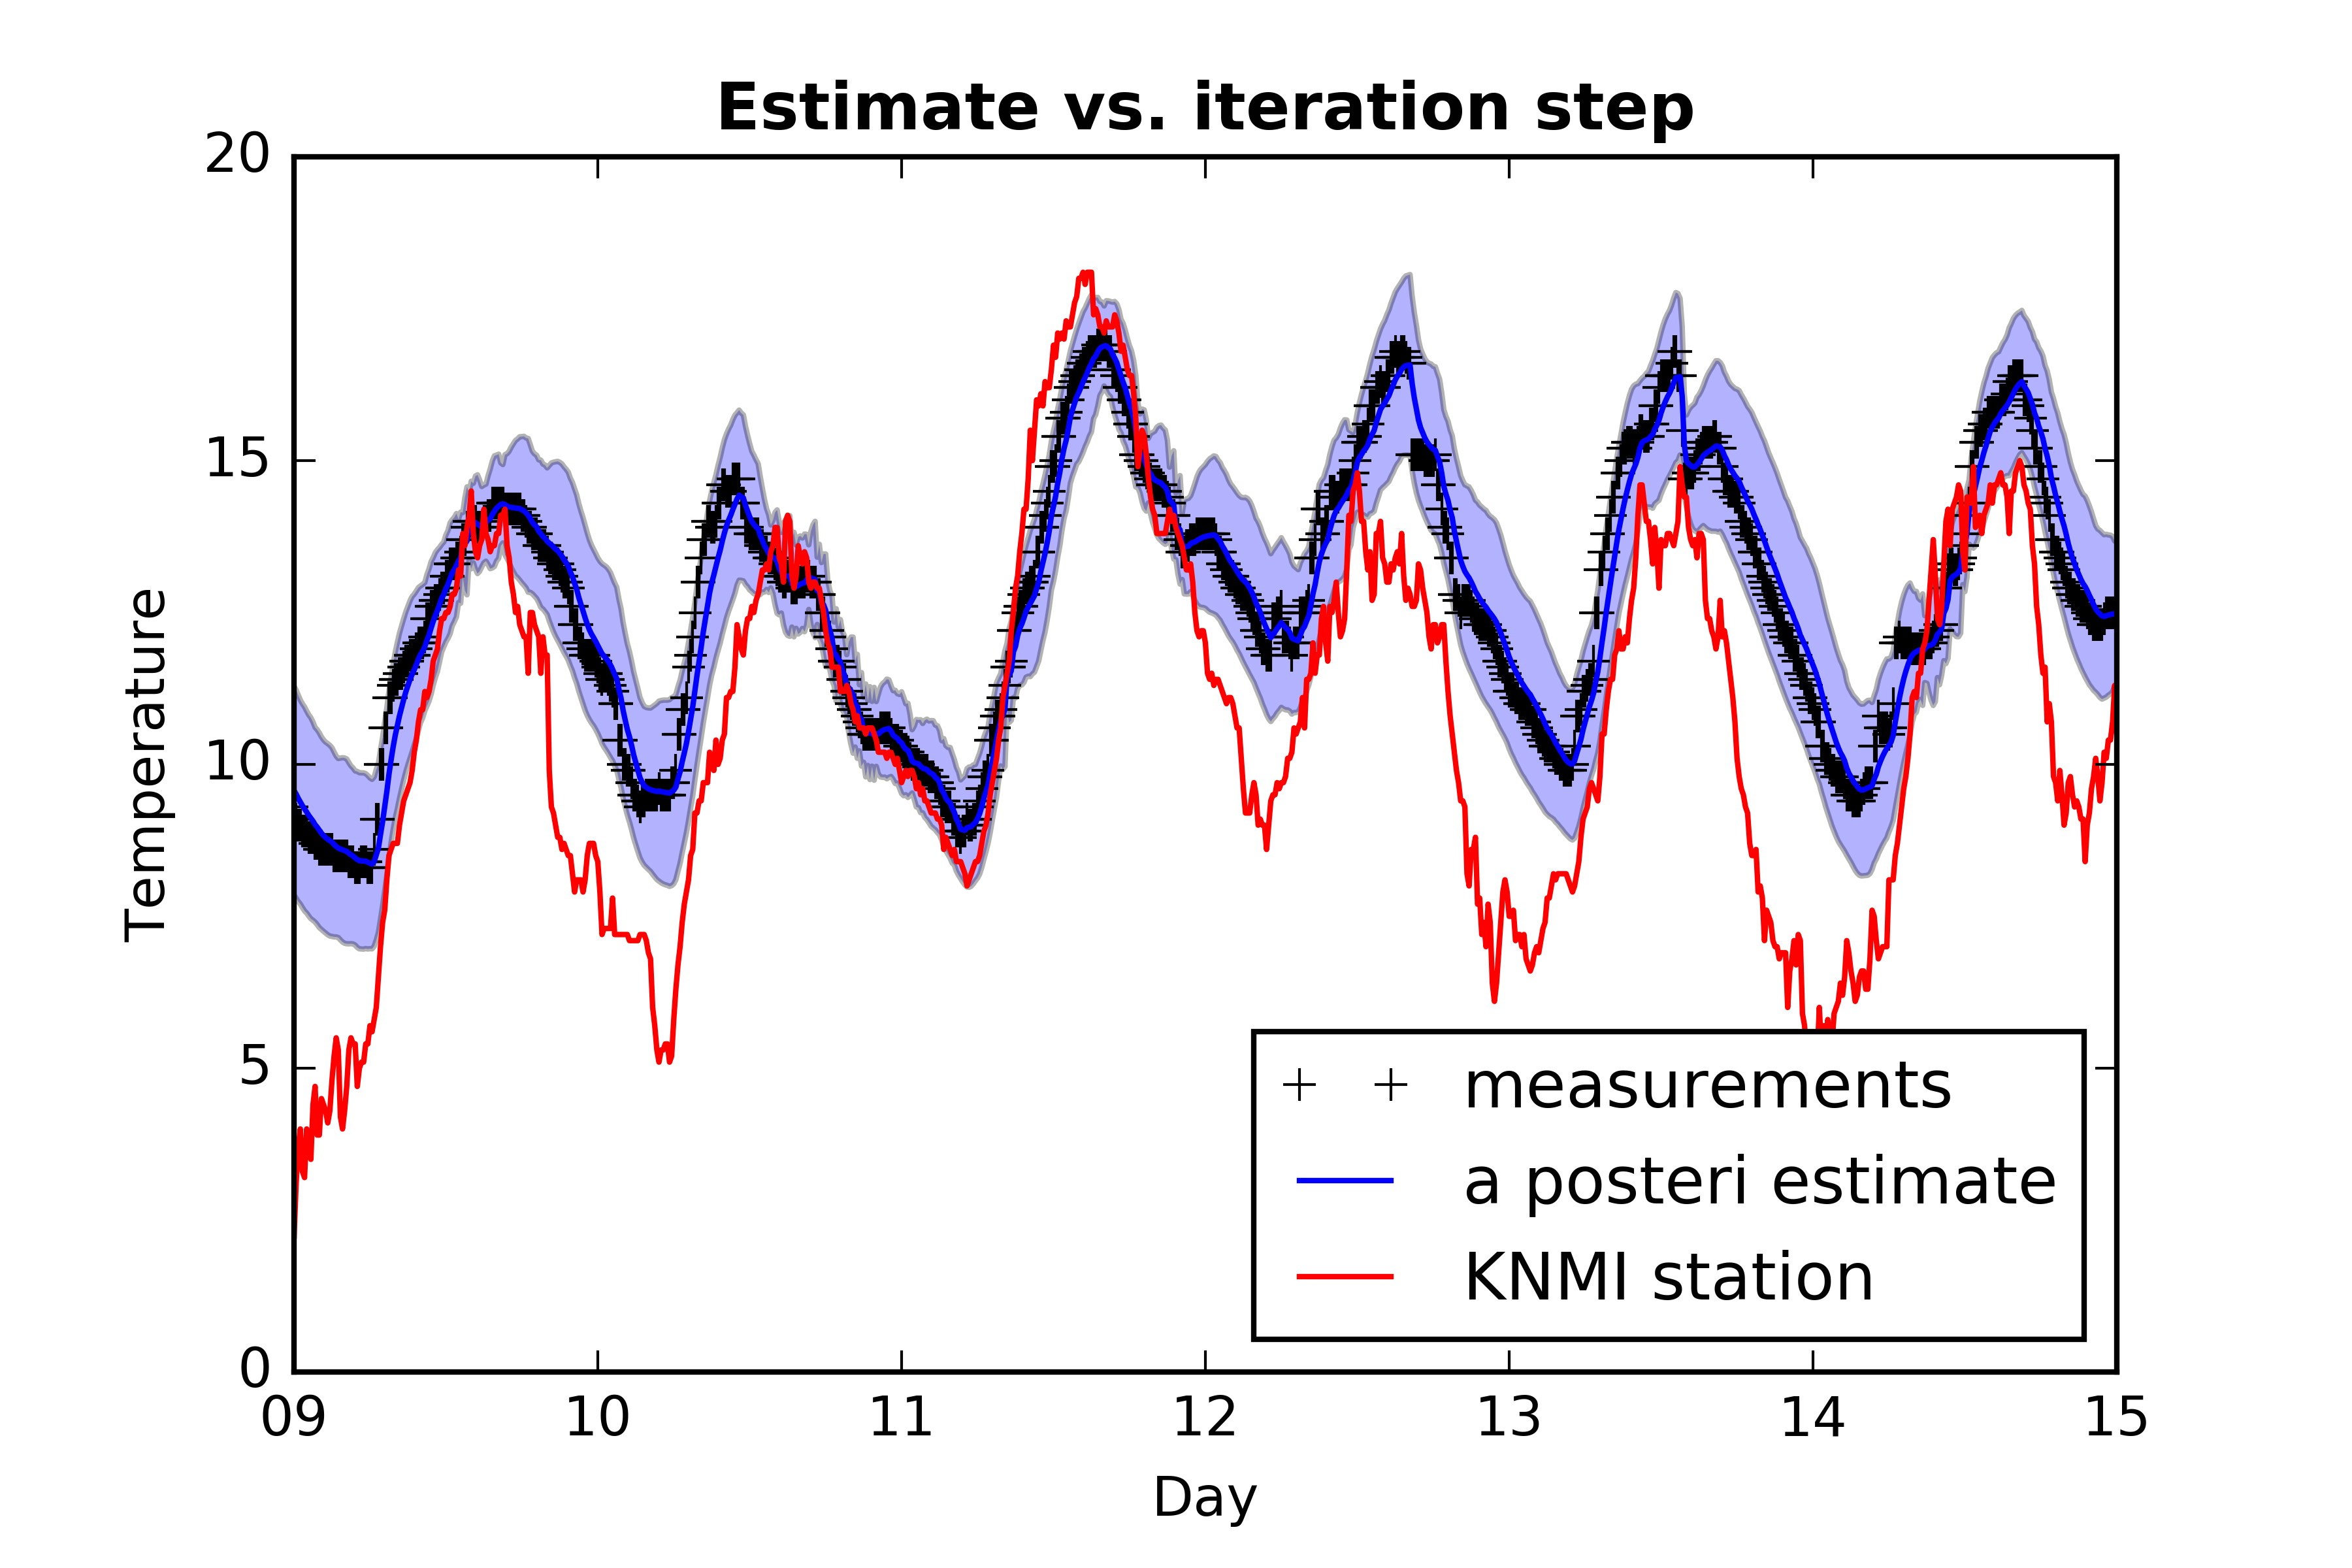 Estimate vs. iteration step
Temperature
20
15
10
5
0
measurements
a posteri estimate
KNMI station
09 10 11 12 13 14 15
Day